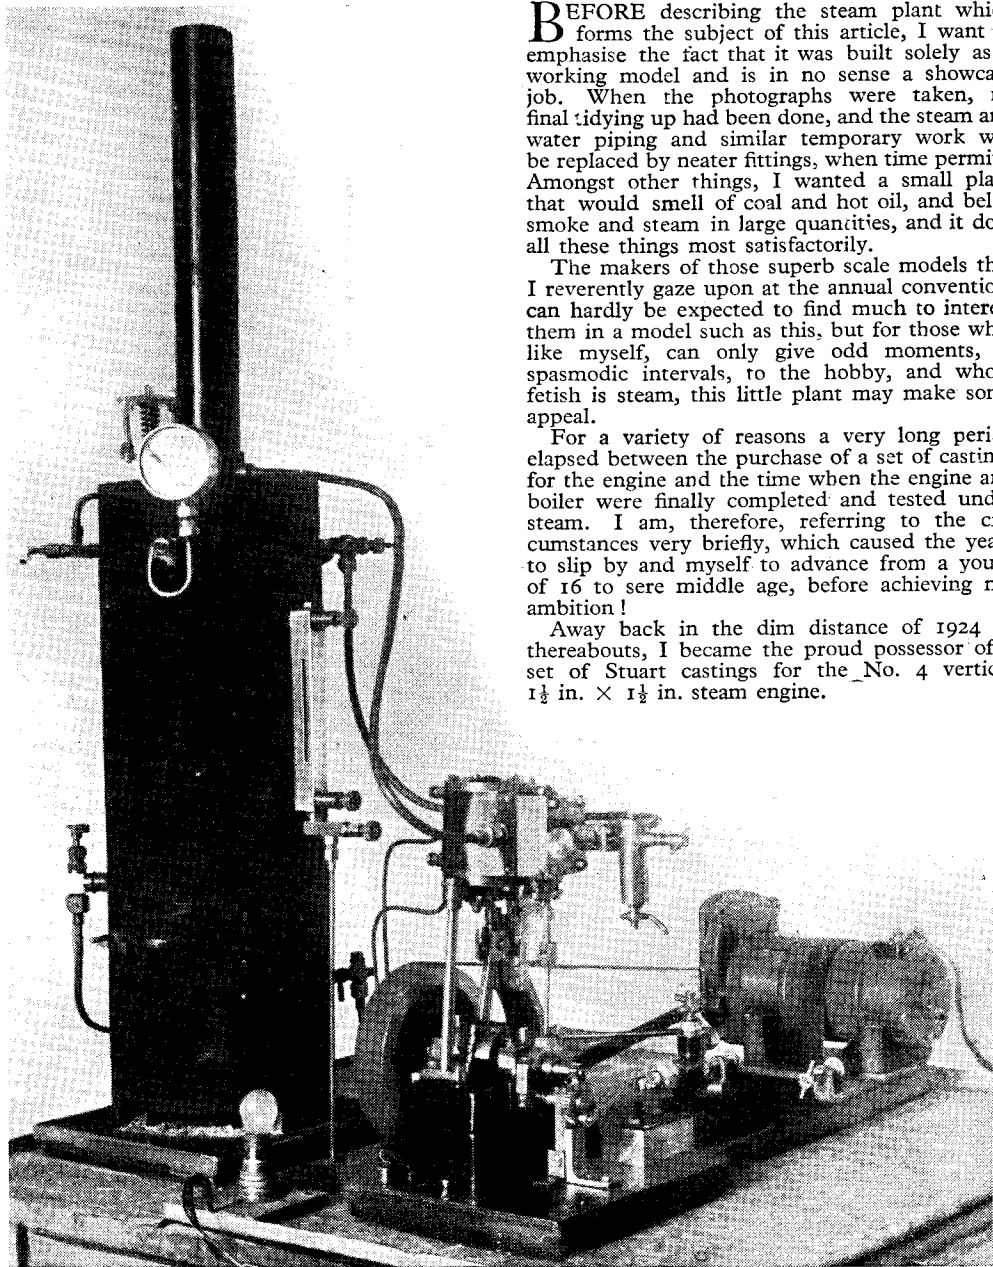 BEFORE describing the steam plant whi
forms the subject of this article, I want
emphasise the fact that it was built solely as
working model and is in no sense a showca
job. When the photographs were taken,
final tidying up had been done, and the steam a
water piping and similar temporary work w
be replaced by neater fittings, when time permi
Amongst other things, I wanted a small pla
that would smell of coal and hot oil, and bel
smoke and steam in large quantities, and it do
all these things most satisfactorily.
The makers of those superb scale models th
I reverently gaze upon at the annual conventio
can hardly be expected to find much to intere
them in a model such as this, but for those wh
like myself, can only give odd moments,
spasmodic intervals, to the hobby, and who
fetish is steam, this little plant may make som
appeal.
For a variety of reasons a very long peri
elapsed between the purchase of a set of castin
for the engine and the time when the engine a
boiler were finally completed and tested und
steam. I am, therefore, referring to the c
cumstances very briefly, which caused the yea
to slip by and myself to advance from a you
of 16 to sere middle age, before achieving
ambition !
Away back in the dim distance of 1924
thereabouts, I became the proud possessor of
set of Stuart castings for the No. 4 vertic
1½ in. × 1½ in. steam engine.